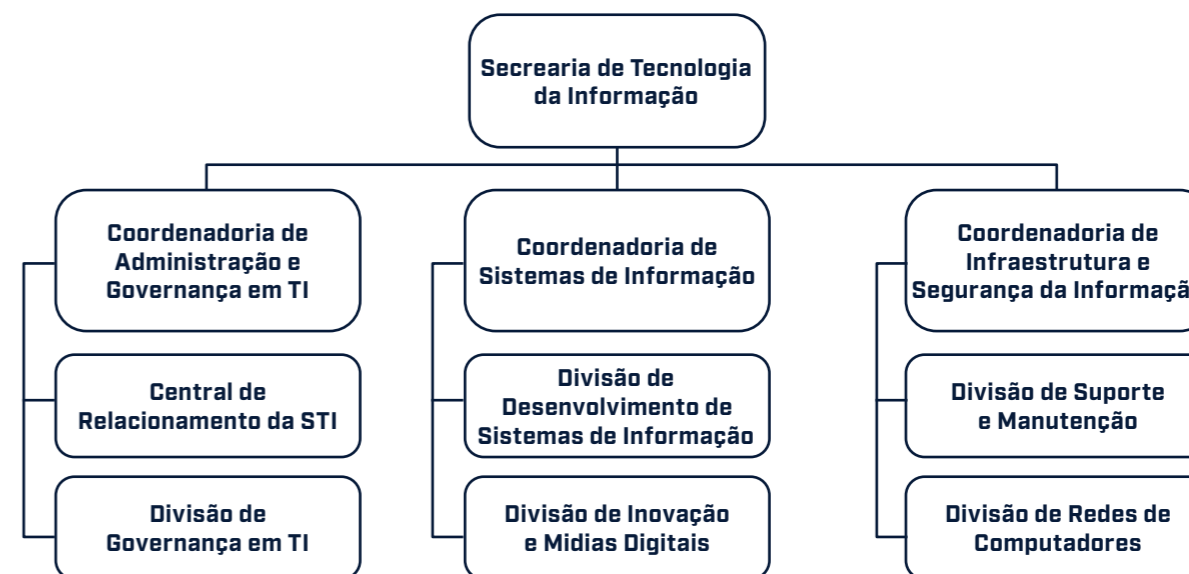 Secrearia de Tecnologia
da Informação
Coordenadoria de
Administração e
Governança em TI
Coordenadoria de
Sistemas de Informação
Coordenadoria de
Infraestrutura e
Segurança da Informaçã
Central de
Relacionamento da STI
Divisão de
Desenvolvimento de
Sistemas de Informação
Divisão de Suporte
e Manutenção
Divisão de
Governança em TI
Divisão de Inovação
e Midias Digitais
Divisão de Redes de
Computadores